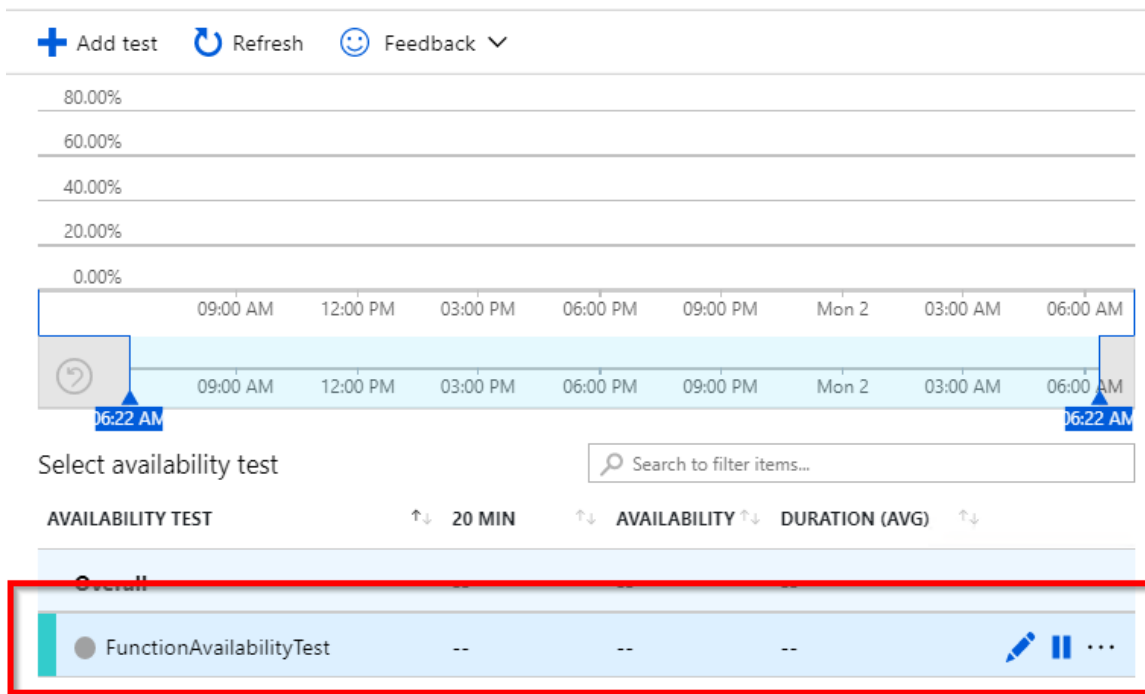 Add test Refresh Feedback
80.00%
60.00%
40.00%
20.00%
0.00%
09:00 AM 12:00 PM 03:00 PM 06:00 PM 09:00 PM Mon 2 03:00 AM 06:00 AM
09:00 AM 12:00 PM 03:00 PM 06:00 PM 09:00 PM Mon 2 03:00 AM 06:00 AM
06:22 AM 06:22 AM
Select availability test Search to filter items...
AVAILABILITY TEST 20 MIN AVAILABILITY DURATION (AVG)
Overall -- -- --
FunctionAvailabilityTest -- -- --